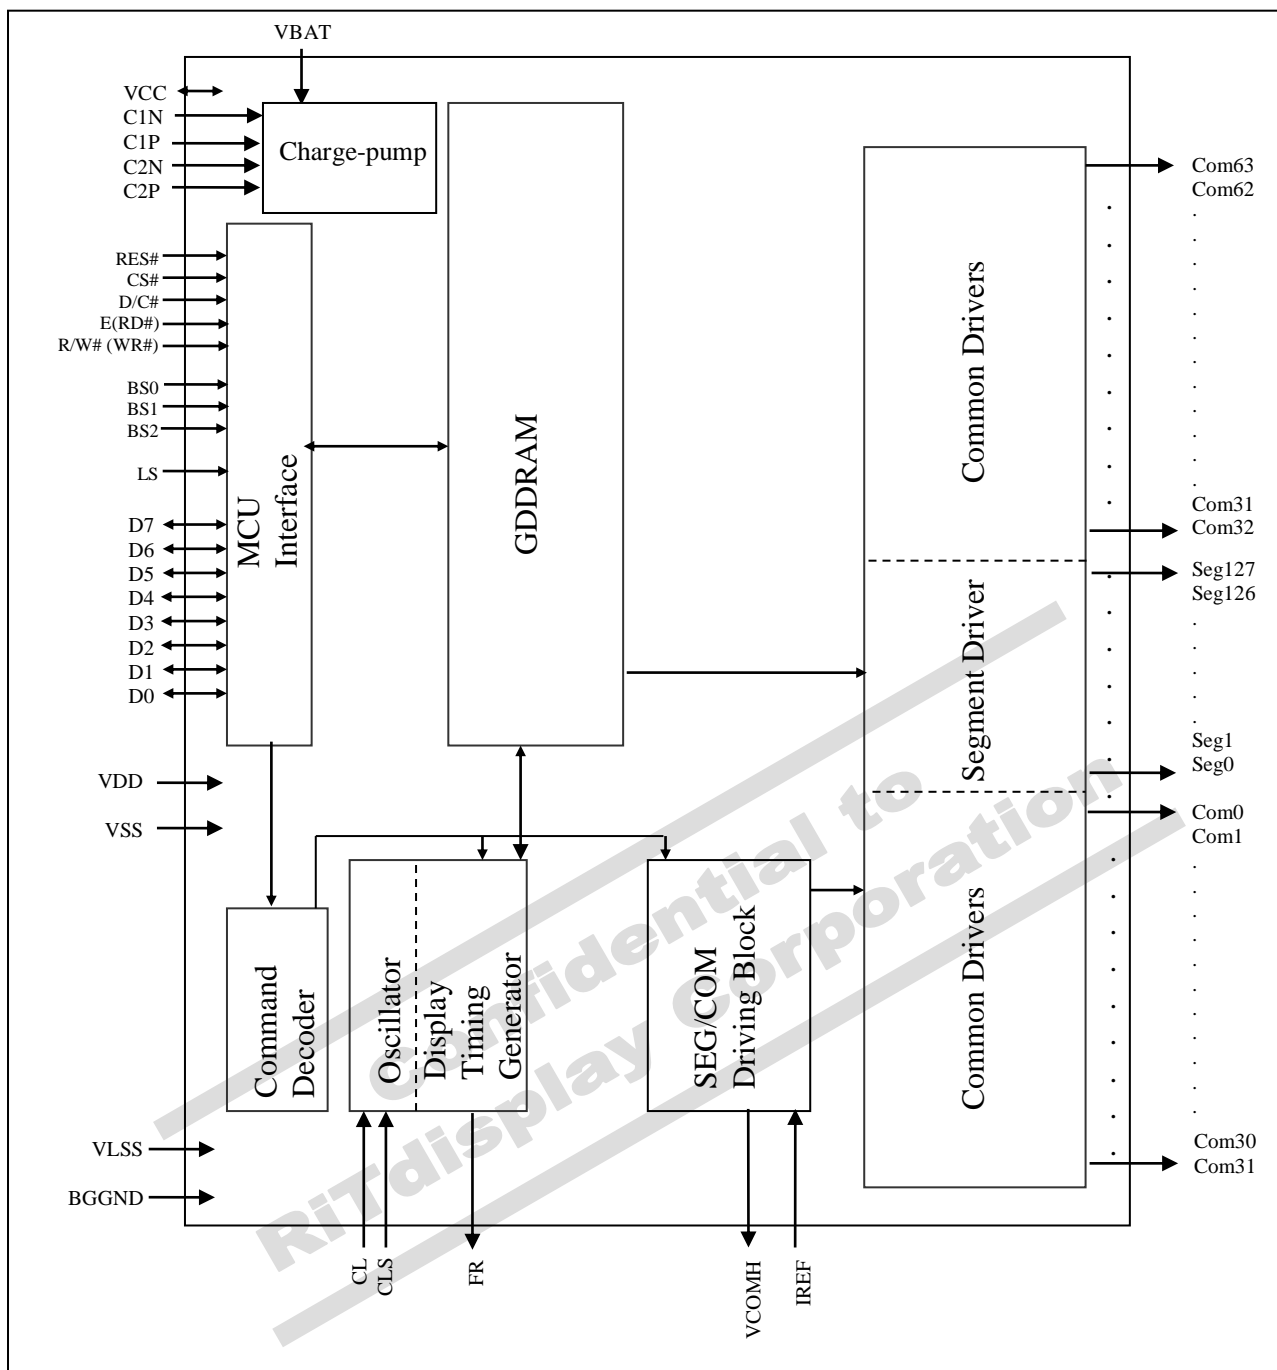 VBAT
VCC
C1N
C1P
C2N
C2P
Charge-pump
RES#
CS#
D/C#
E(RD#)
R/W# (WR#)
BS0
BS1
BS2
LS
D7
D6
D5
D4
D3
D2
D1
D0
MCU
Interface
GDDRAM
Common Drivers
Segment Driver
Common Drivers
Com63
Com62
Com31
Com32
Seg127
Seg126
Seg1
Seg0
Com0
Com1
Com30
Com31
VDD
VSS
Command
Decoder
Oscillator
Display
Timing
Generator
SEG/COM
Driving Block
VLSS
BGGND
CL
CLS
FR
VCOMH
IREF
Confidential to
RiTdisplay Corporation